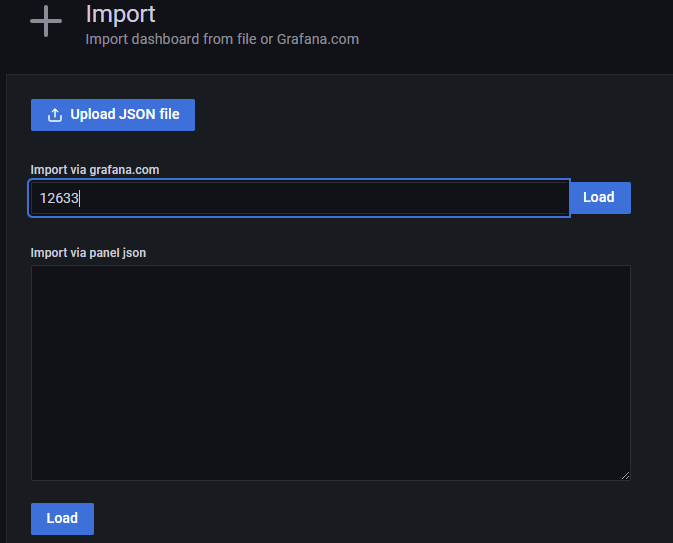 Import
Import dashboard from file or Grafana.com
Upload JSON file
Import via grafana.com
12633
Load
Import via panel json
Load